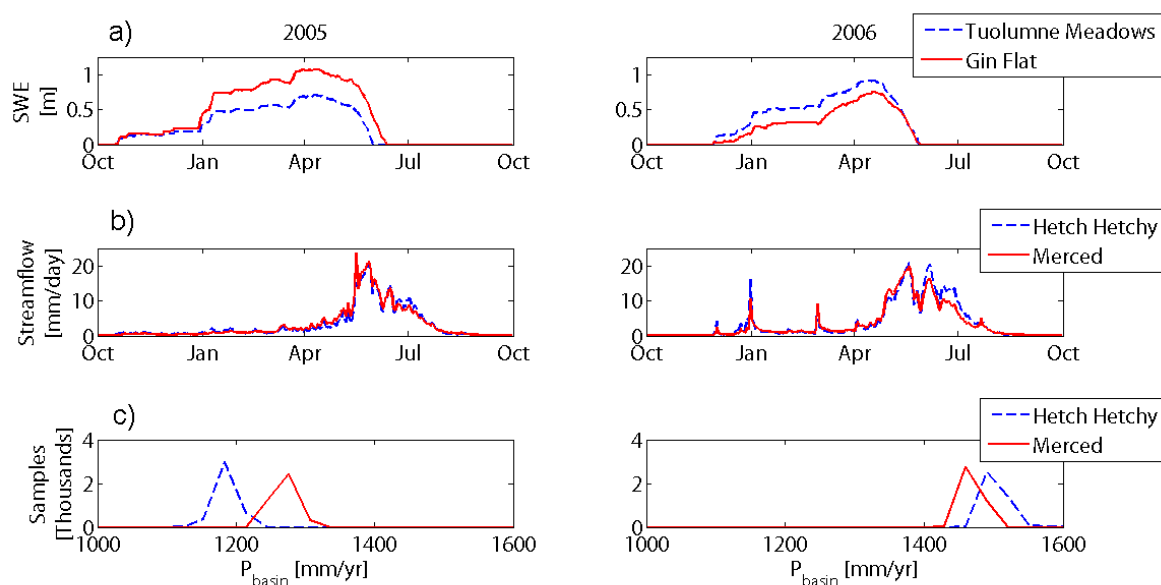 a) 2005 2006
Tuolumne Meadows
Gin Flat
SWE
[m]
1
0.5
0
Oct Jan Apr Jul Oct
1
0.5
0
Oct Jan Apr Jul Oct
b)
Hetch Hetchy
Merced
Streamflow
[mm/day]
20
10
0
Oct Jan Apr Jul Oct
20
10
0
Oct Jan Apr Jul Oct
c)
Hetch Hetchy
Merced
Samples
[Thousands]
4
2
0
1000 1200 1400 1600
P_basin [mm/yr]
4
2
0
1000 1200 1400 1600
P_basin [mm/yr]